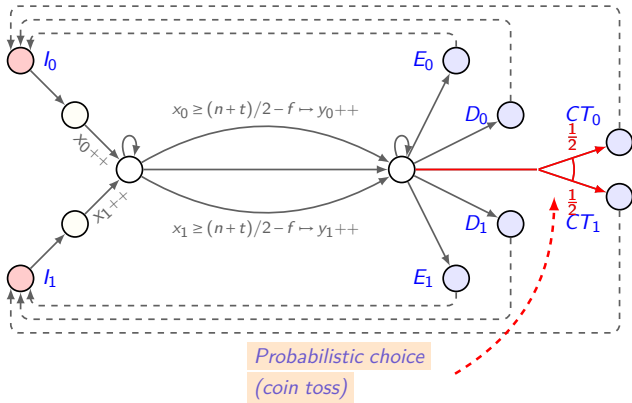 I₀
E₀
x₀ ≥ (n+t)/2−f ↦ y₀++
D₀
CT₀
x₀++
1/2
x₁++
1/2
x₁ ≥ (n+t)/2−f ↦ y₁++
D₁
CT₁
I₁
E₁
Probabilistic choice
(coin toss)